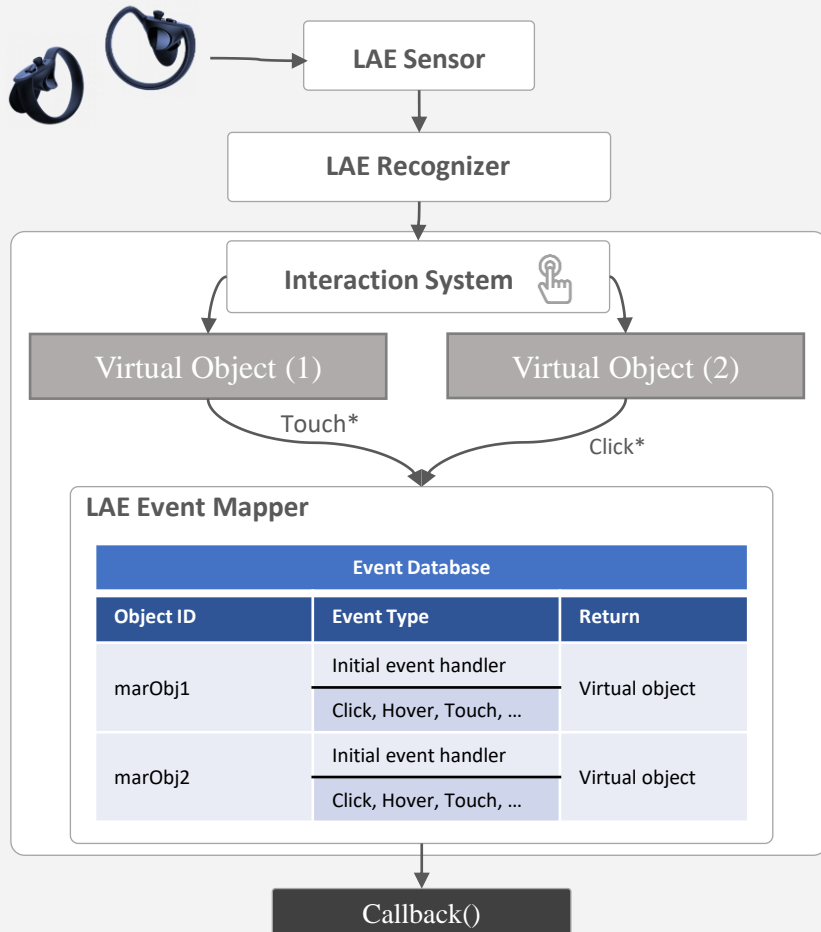 LAE Sensor
LAE Recognizer
Interaction System
Virtual Object (1)
Virtual Object (2)
Touch*
Click*
LAE Event Mapper
Event Database
Object ID
Event Type
Return
marObj1
Initial event handler
Click, Hover, Touch, ...
Virtual object
marObj2
Initial event handler
Click, Hover, Touch, ...
Virtual object
Callback()